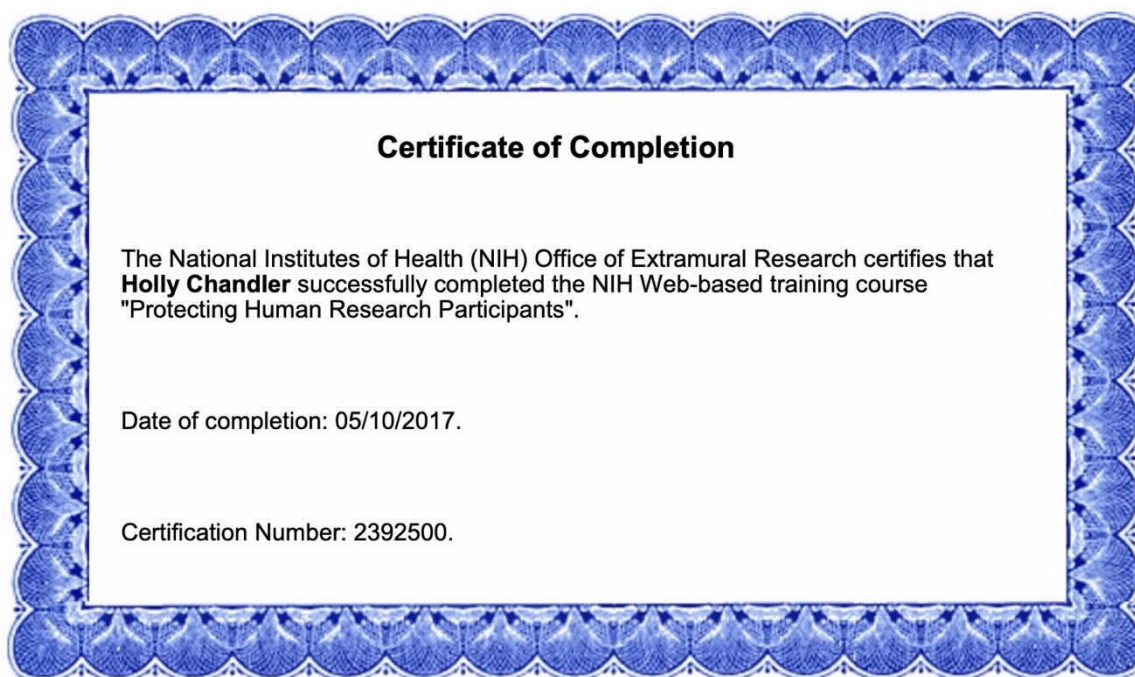 Certificate of Completion
The National Institutes of Health (NIH) Office of Extramural Research certifies that
Holly Chandler successfully completed the NIH Web-based training course
"Protecting Human Research Participants".
Date of completion: 05/10/2017.
Certification Number: 2392500.